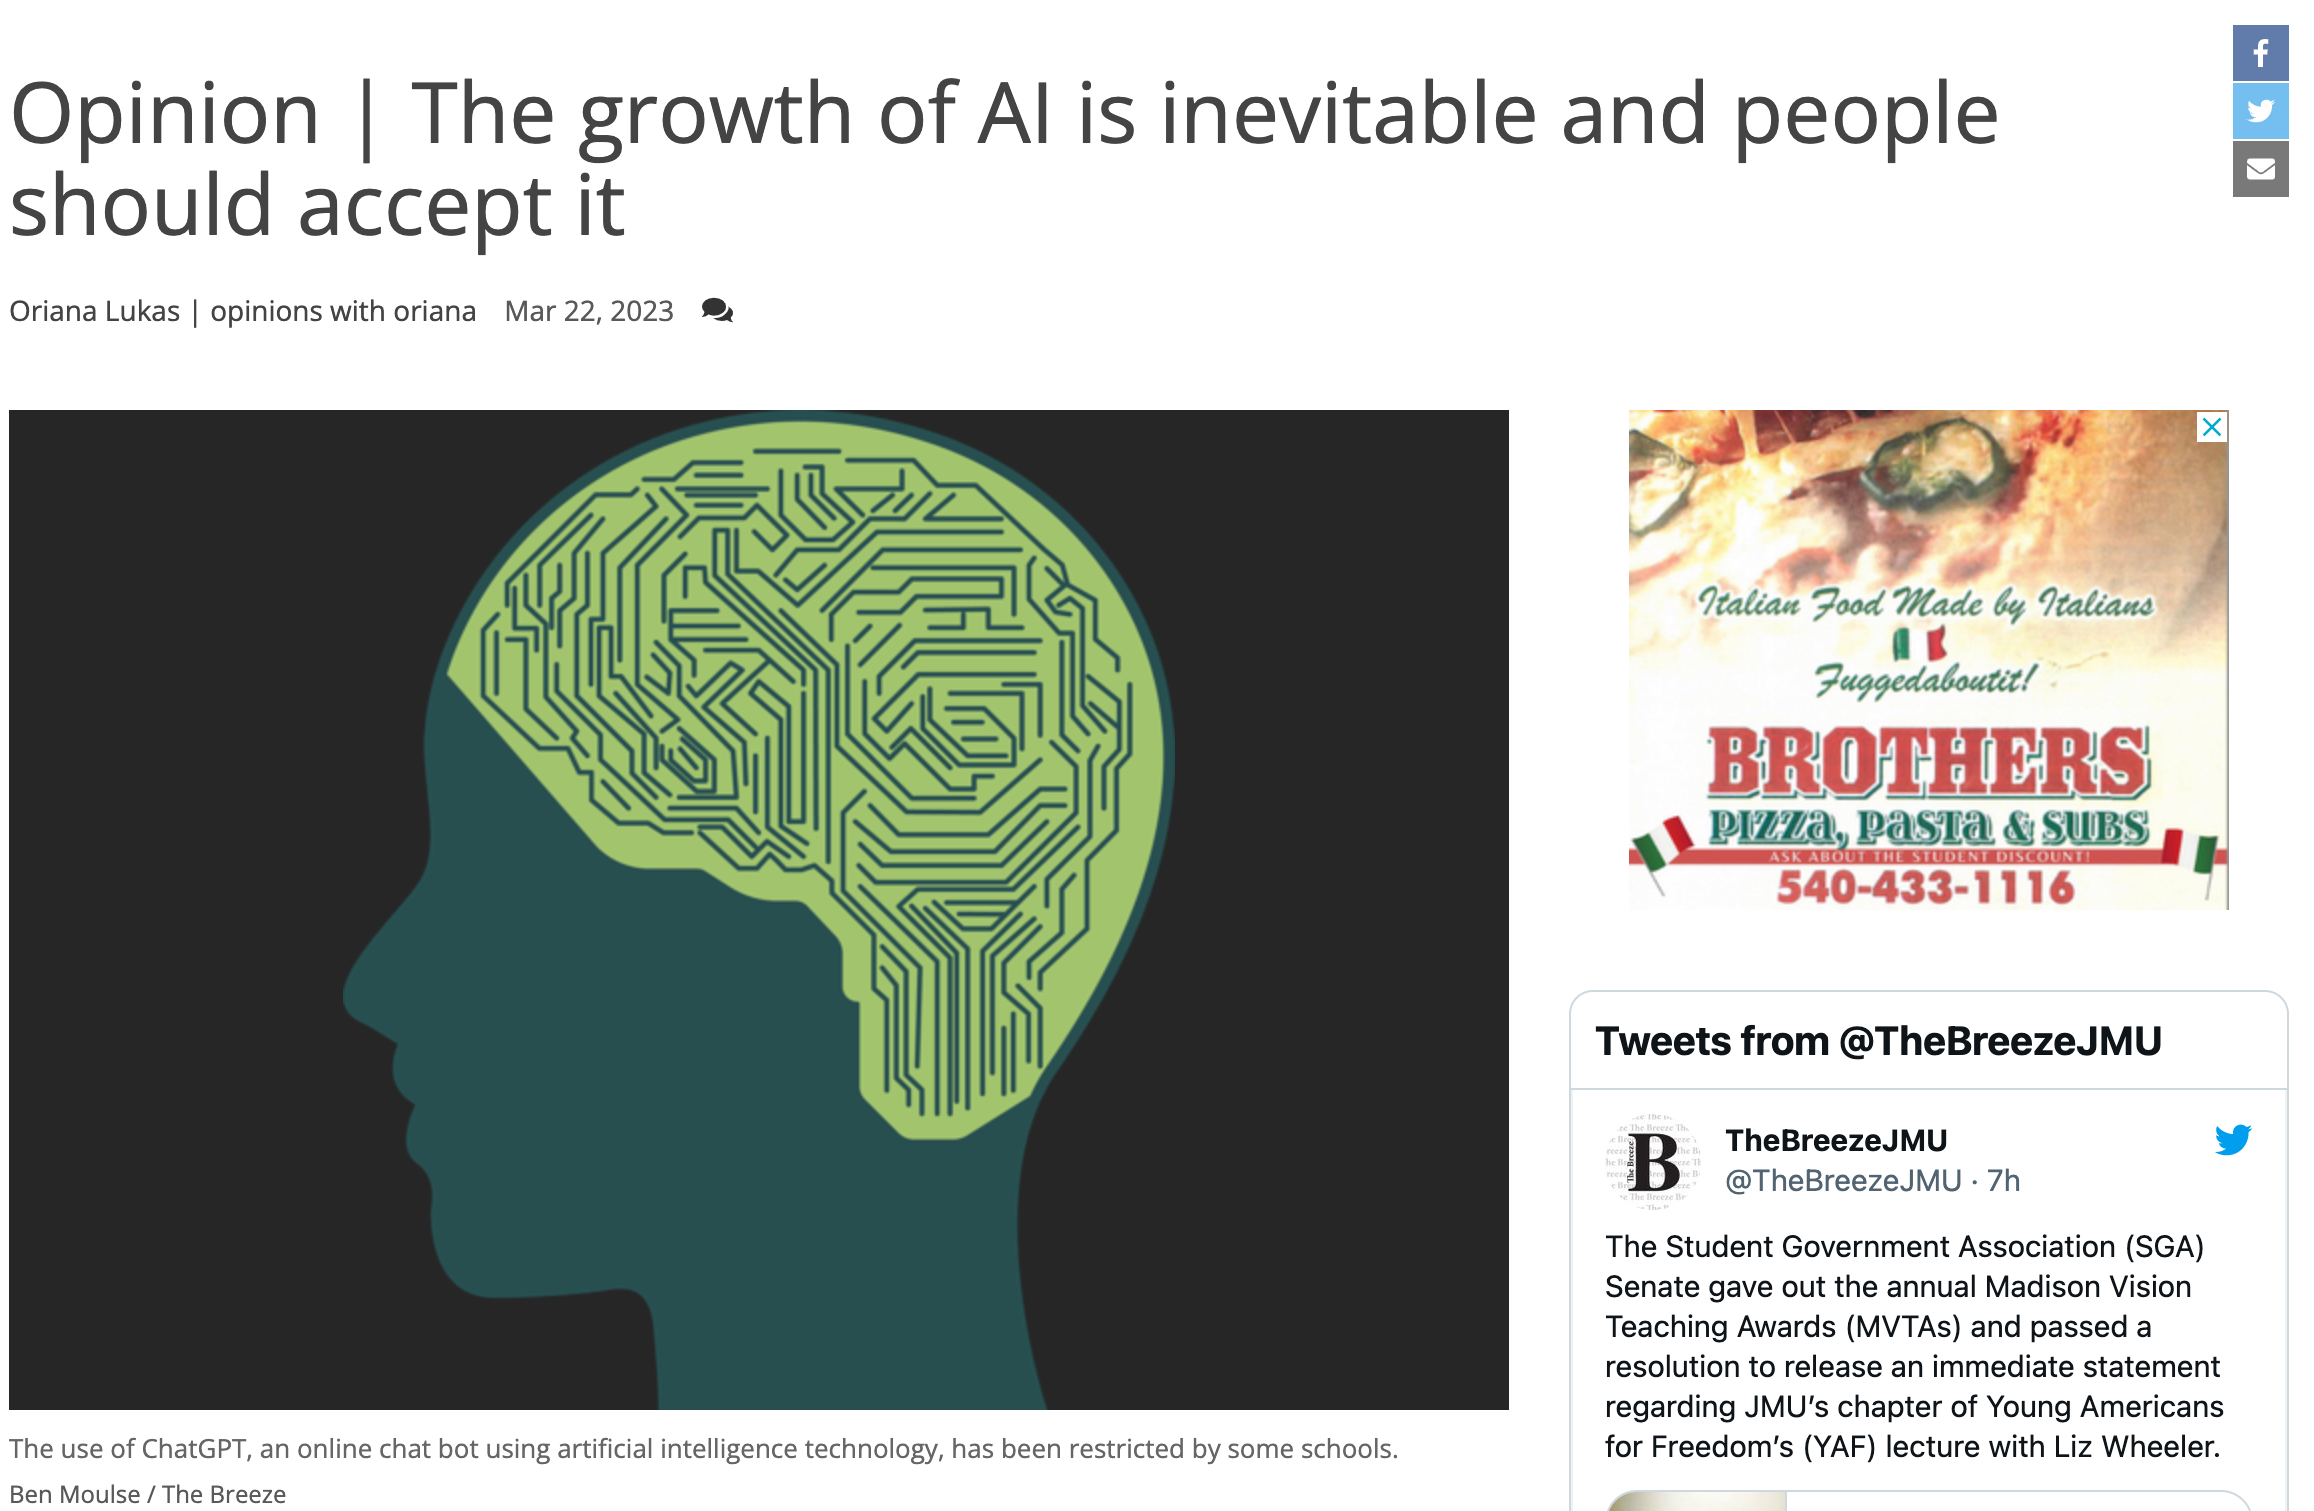 Opinion | The growth of AI is inevitable and people
should accept it
Oriana Lukas | opinions with oriana Mar 22, 2023
Italian Food Made by Italians
Fuggedaboutit!
BROTHERS
PIZZA, PASTA & SUBS
ASK ABOUT THE STUDENT DISCOUNT!
540-433-1116
The use of ChatGPT, an online chat bot using artificial intelligence technology, has been restricted by some schools.
Ben Moulse / The Breeze
Tweets from @TheBreezeJMU
B
The Breeze
TheBreezeJMU
@TheBreezeJMU · 7h
The Student Government Association (SGA)
Senate gave out the annual Madison Vision
Teaching Awards (MVTAs) and passed a
resolution to release an immediate statement
regarding JMU’s chapter of Young Americans
for Freedom’s (YAF) lecture with Liz Wheeler.